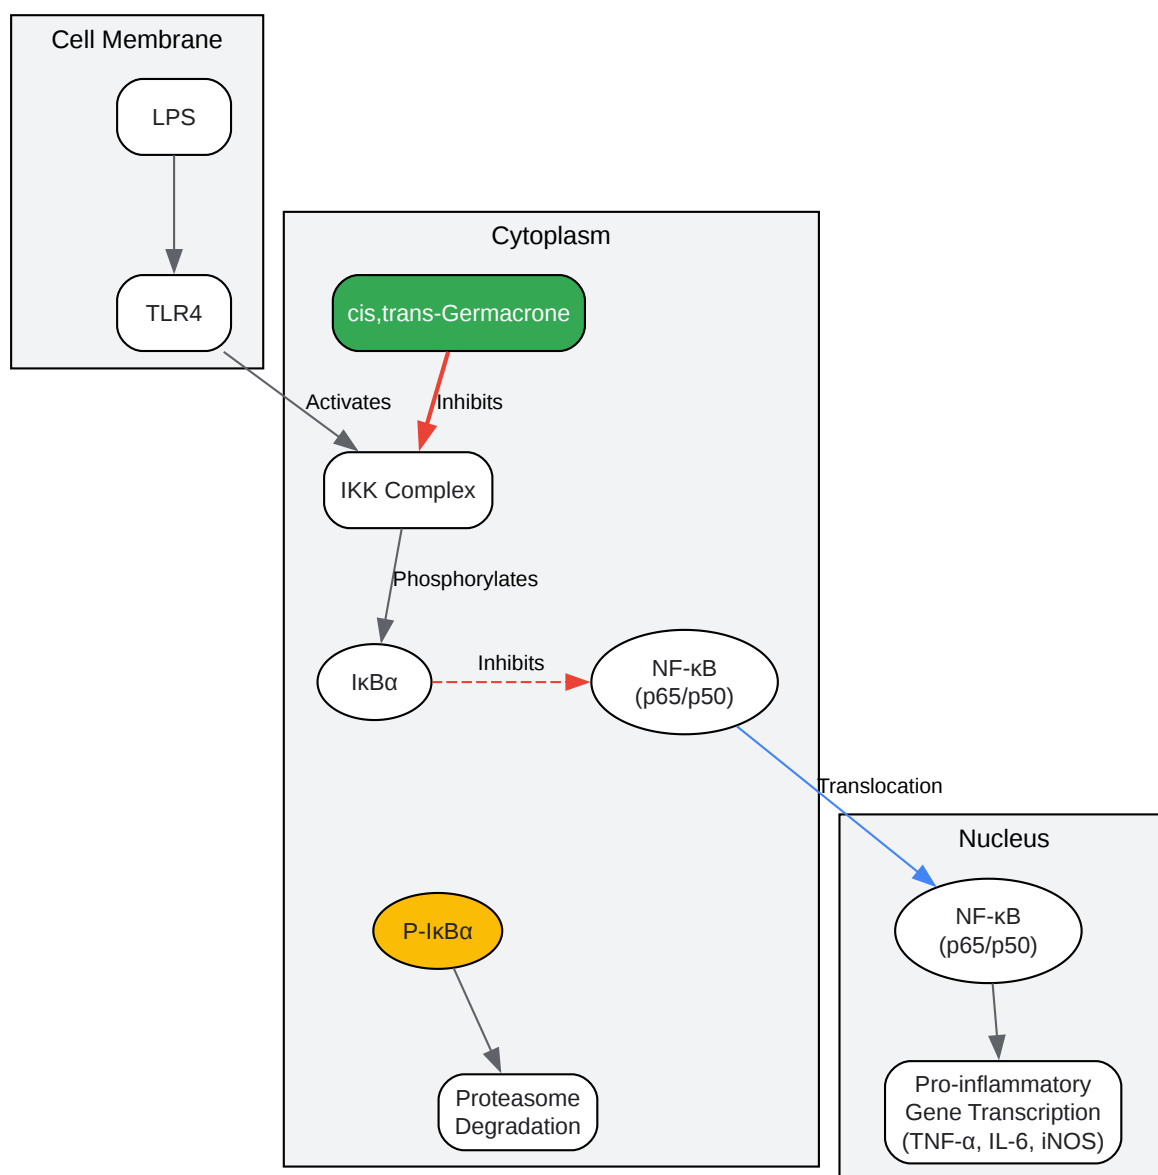 Cell Membrane
LPS
TLR4
Cytoplasm
cis,trans-Germacrone
Activates
Inhibits
IKK Complex
Phosphorylates
IκBα
Inhibits
NF-κB
(p65/p50)
Translocation
P-IκBα
Proteasome
Degradation
Nucleus
NF-κB
(p65/p50)
Pro-inflammatory
Gene Transcription
(TNF-α, IL-6, iNOS)